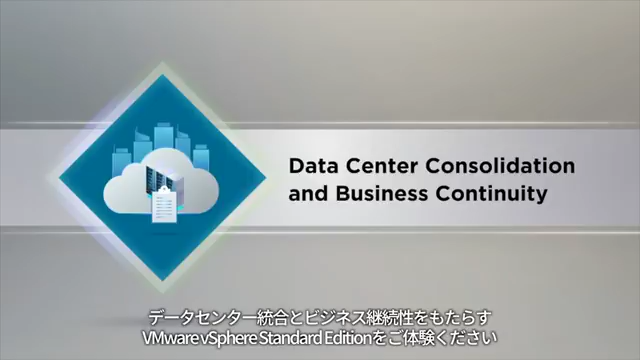 Data Center Consolidation
and Business Continuity
データセンター統合とビジネス継続性をもたらす
VMware vSphere Standard Editionをご体験ください